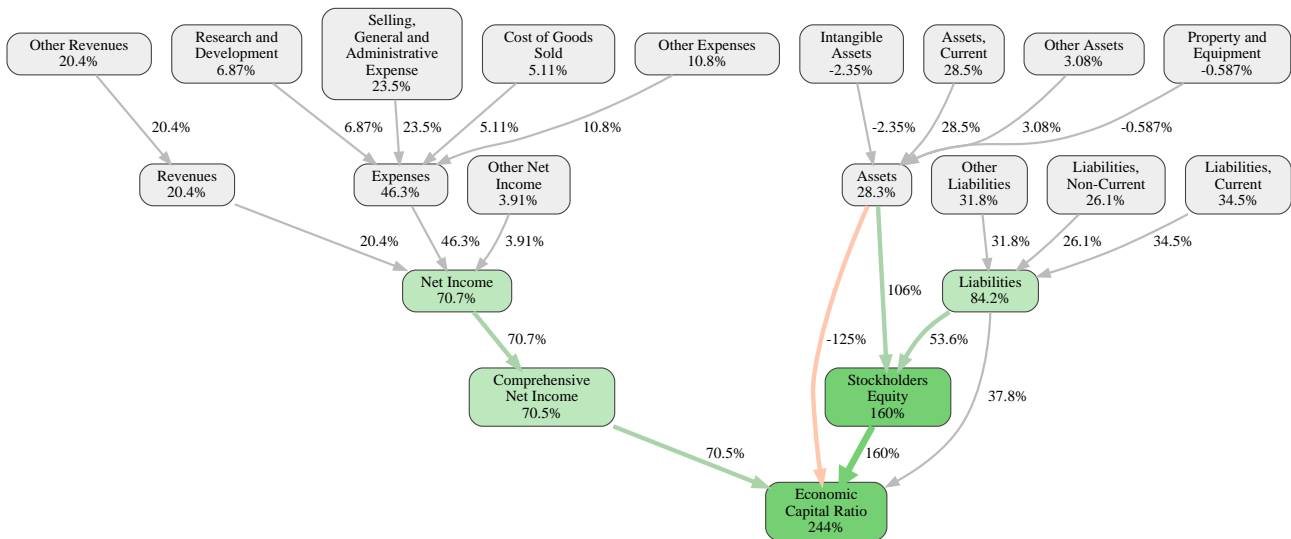 Other Revenues
20.4%
Research and
Development
6.87%
Selling,
General and
Administrative
Expense
23.5%
Cost of Goods
Sold
5.11%
Other Expenses
10.8%
Intangible
Assets
-2.35%
Assets,
Current
28.5%
Other Assets
3.08%
Property and
Equipment
-0.587%
20.4%
6.87%
23.5%
5.11%
10.8%
-2.35%
28.5%
3.08%
-0.587%
Revenues
20.4%
Expenses
46.3%
Other Net
Income
3.91%
Assets
28.3%
Other
Liabilities
31.8%
Liabilities,
Non-Current
26.1%
Liabilities,
Current
34.5%
20.4%
46.3%
3.91%
31.8%
26.1%
34.5%
Net Income
70.7%
Liabilities
84.2%
106%
70.7%
-125%
53.6%
Comprehensive
Net Income
70.5%
Stockholders
Equity
160%
37.8%
70.5%
160%
Economic
Capital Ratio
244%